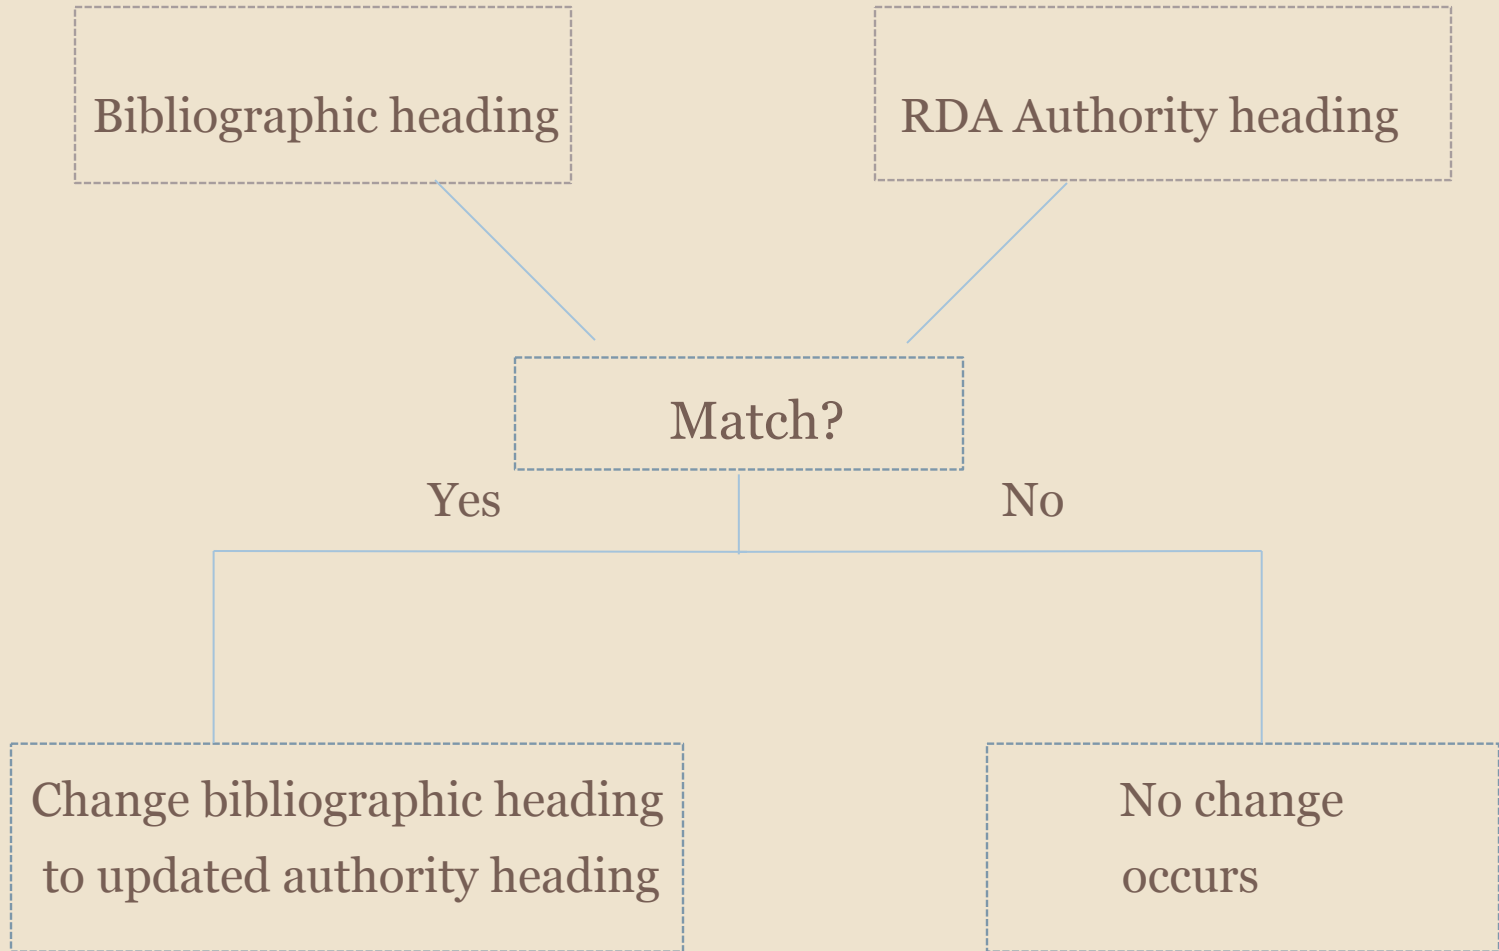 Bibliographic heading
RDA Authority heading
Match?
Yes
No
Change bibliographic heading
to updated authority heading
No change
occurs